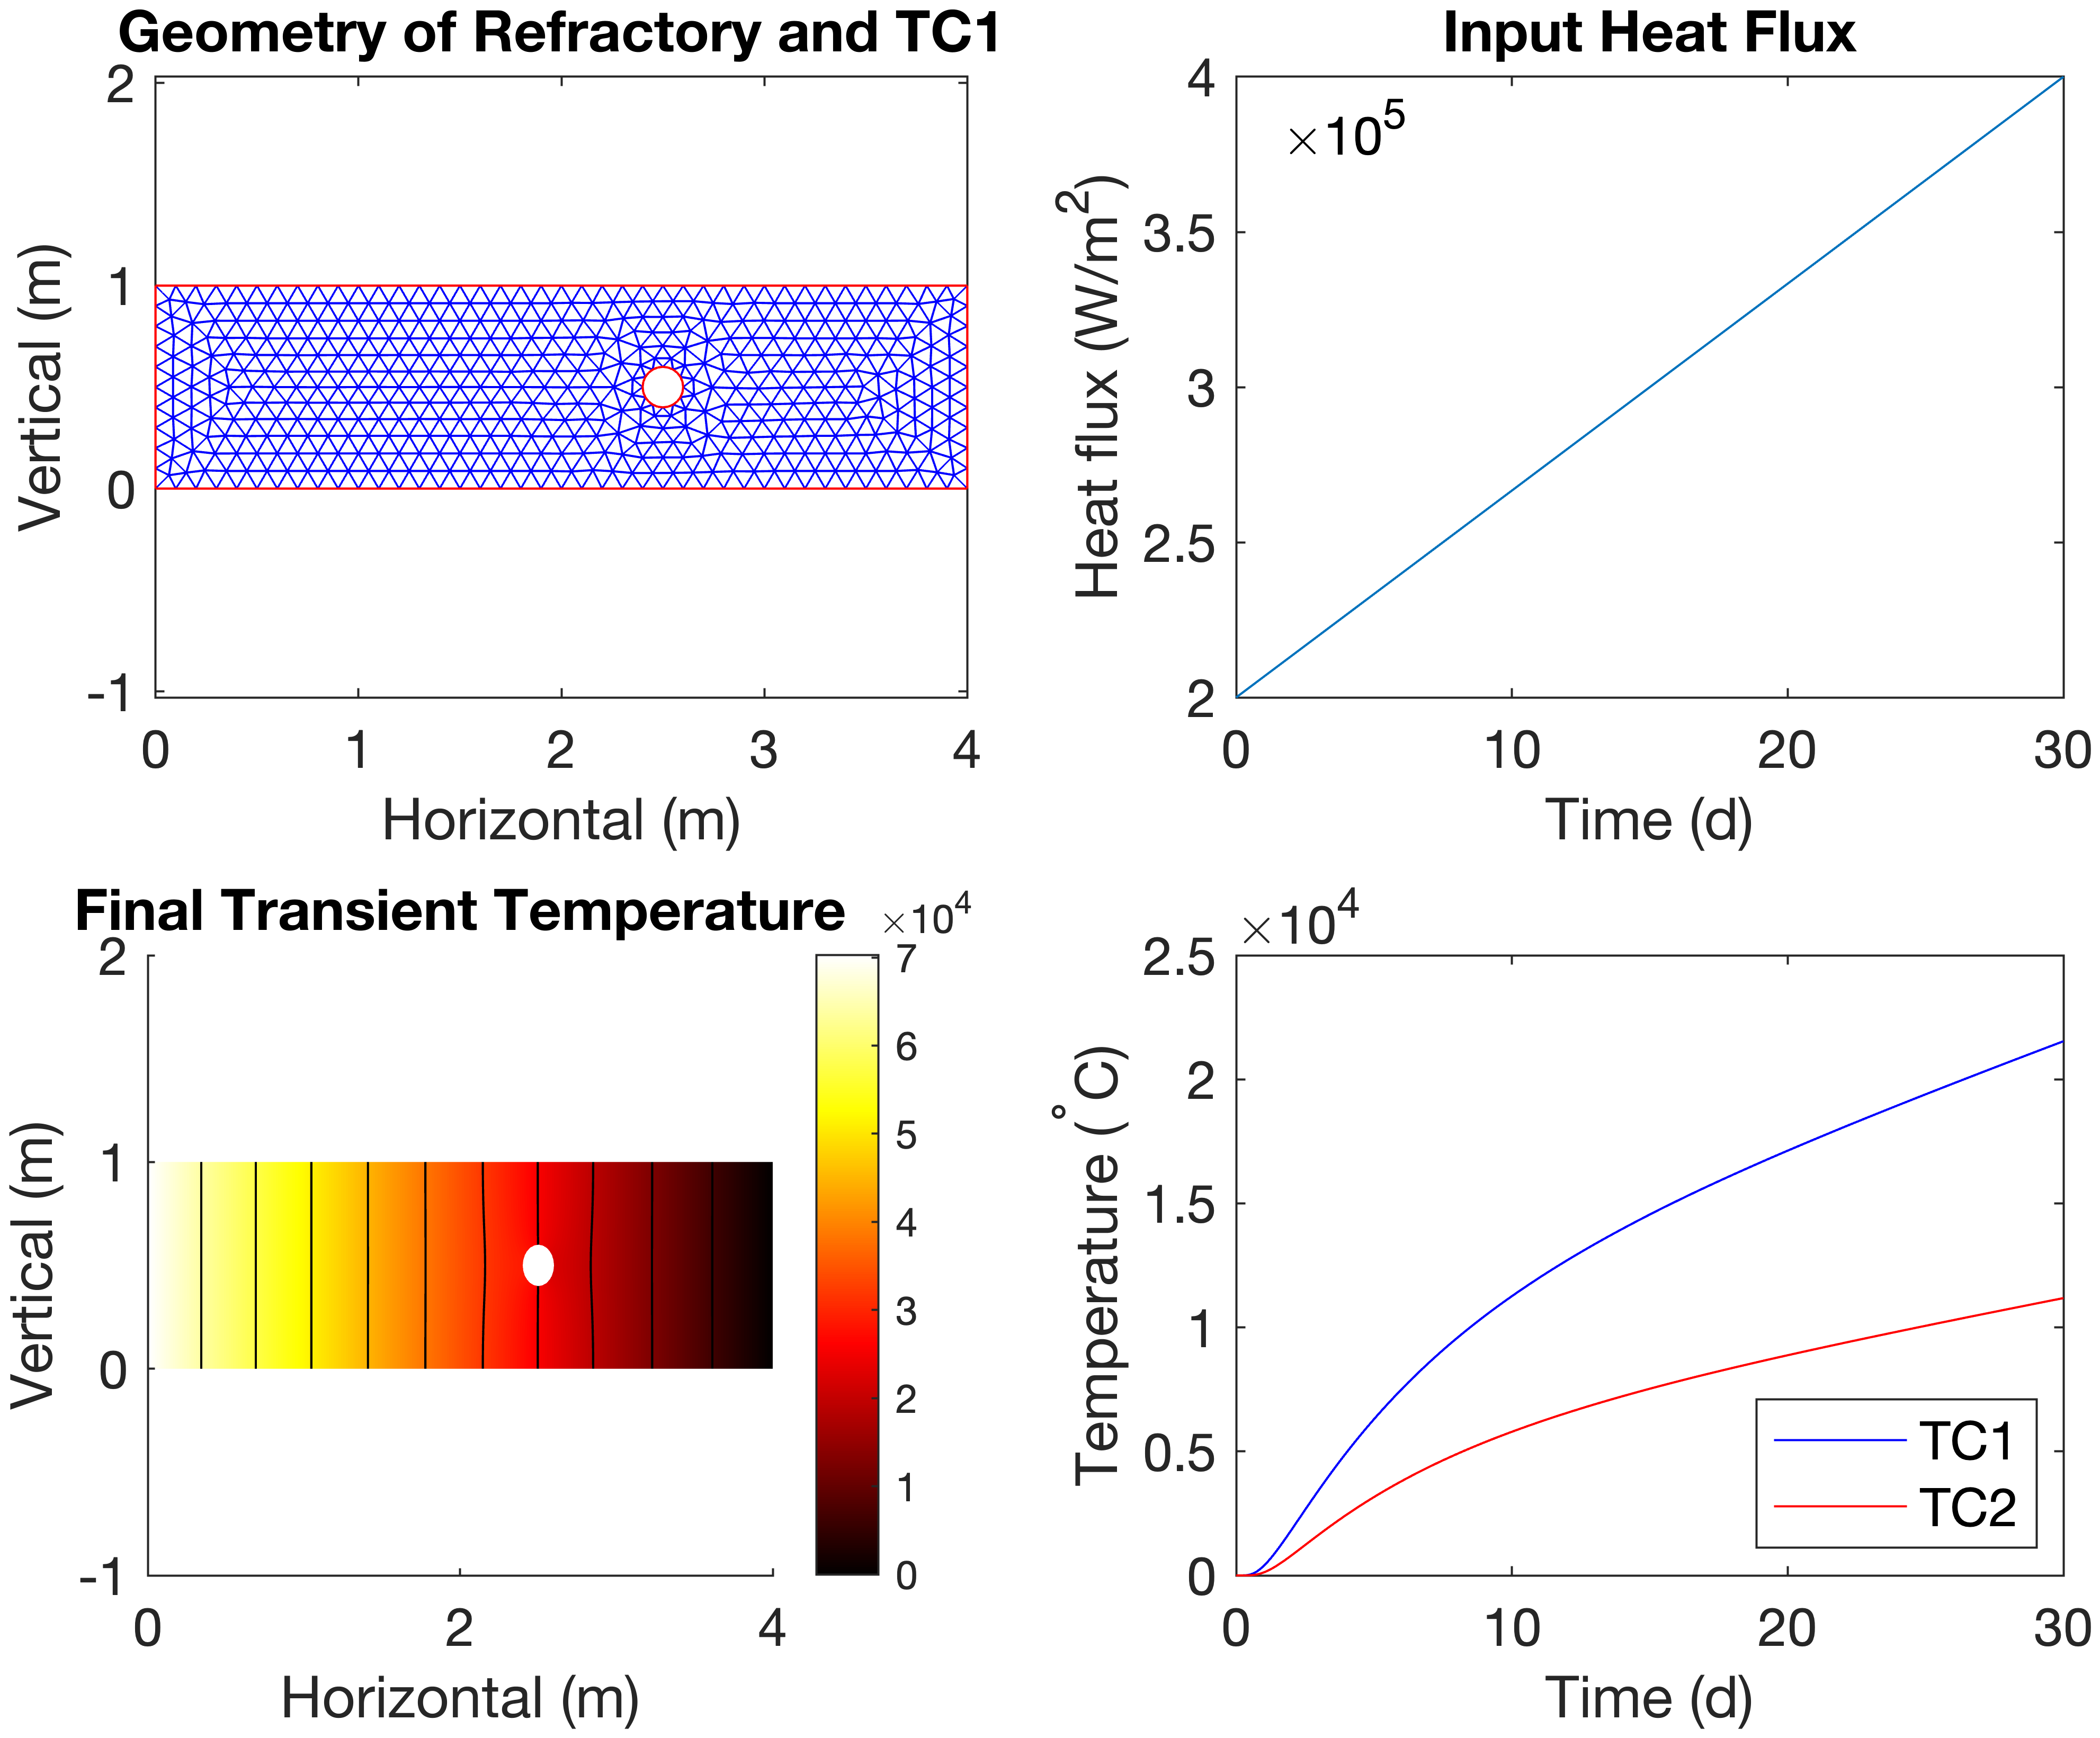 Geometry of Refractory and TC1
2
1
0
-1
Vertical (m)
0 1 2 3 4
Horizontal (m)
Input Heat Flux
×10^5
4
3.5
3
2.5
2
Heat flux (W/m^2)
0 10 20 30
Time (d)
Final Transient Temperature
2
1
0
-1
Vertical (m)
0 2 4
Horizontal (m)
×10^4
7
6
5
4
3
2
1
0
×10^4
2.5
2
1.5
1
0.5
0
Temperature (° C)
TC1
TC2
0 10 20 30
Time (d)